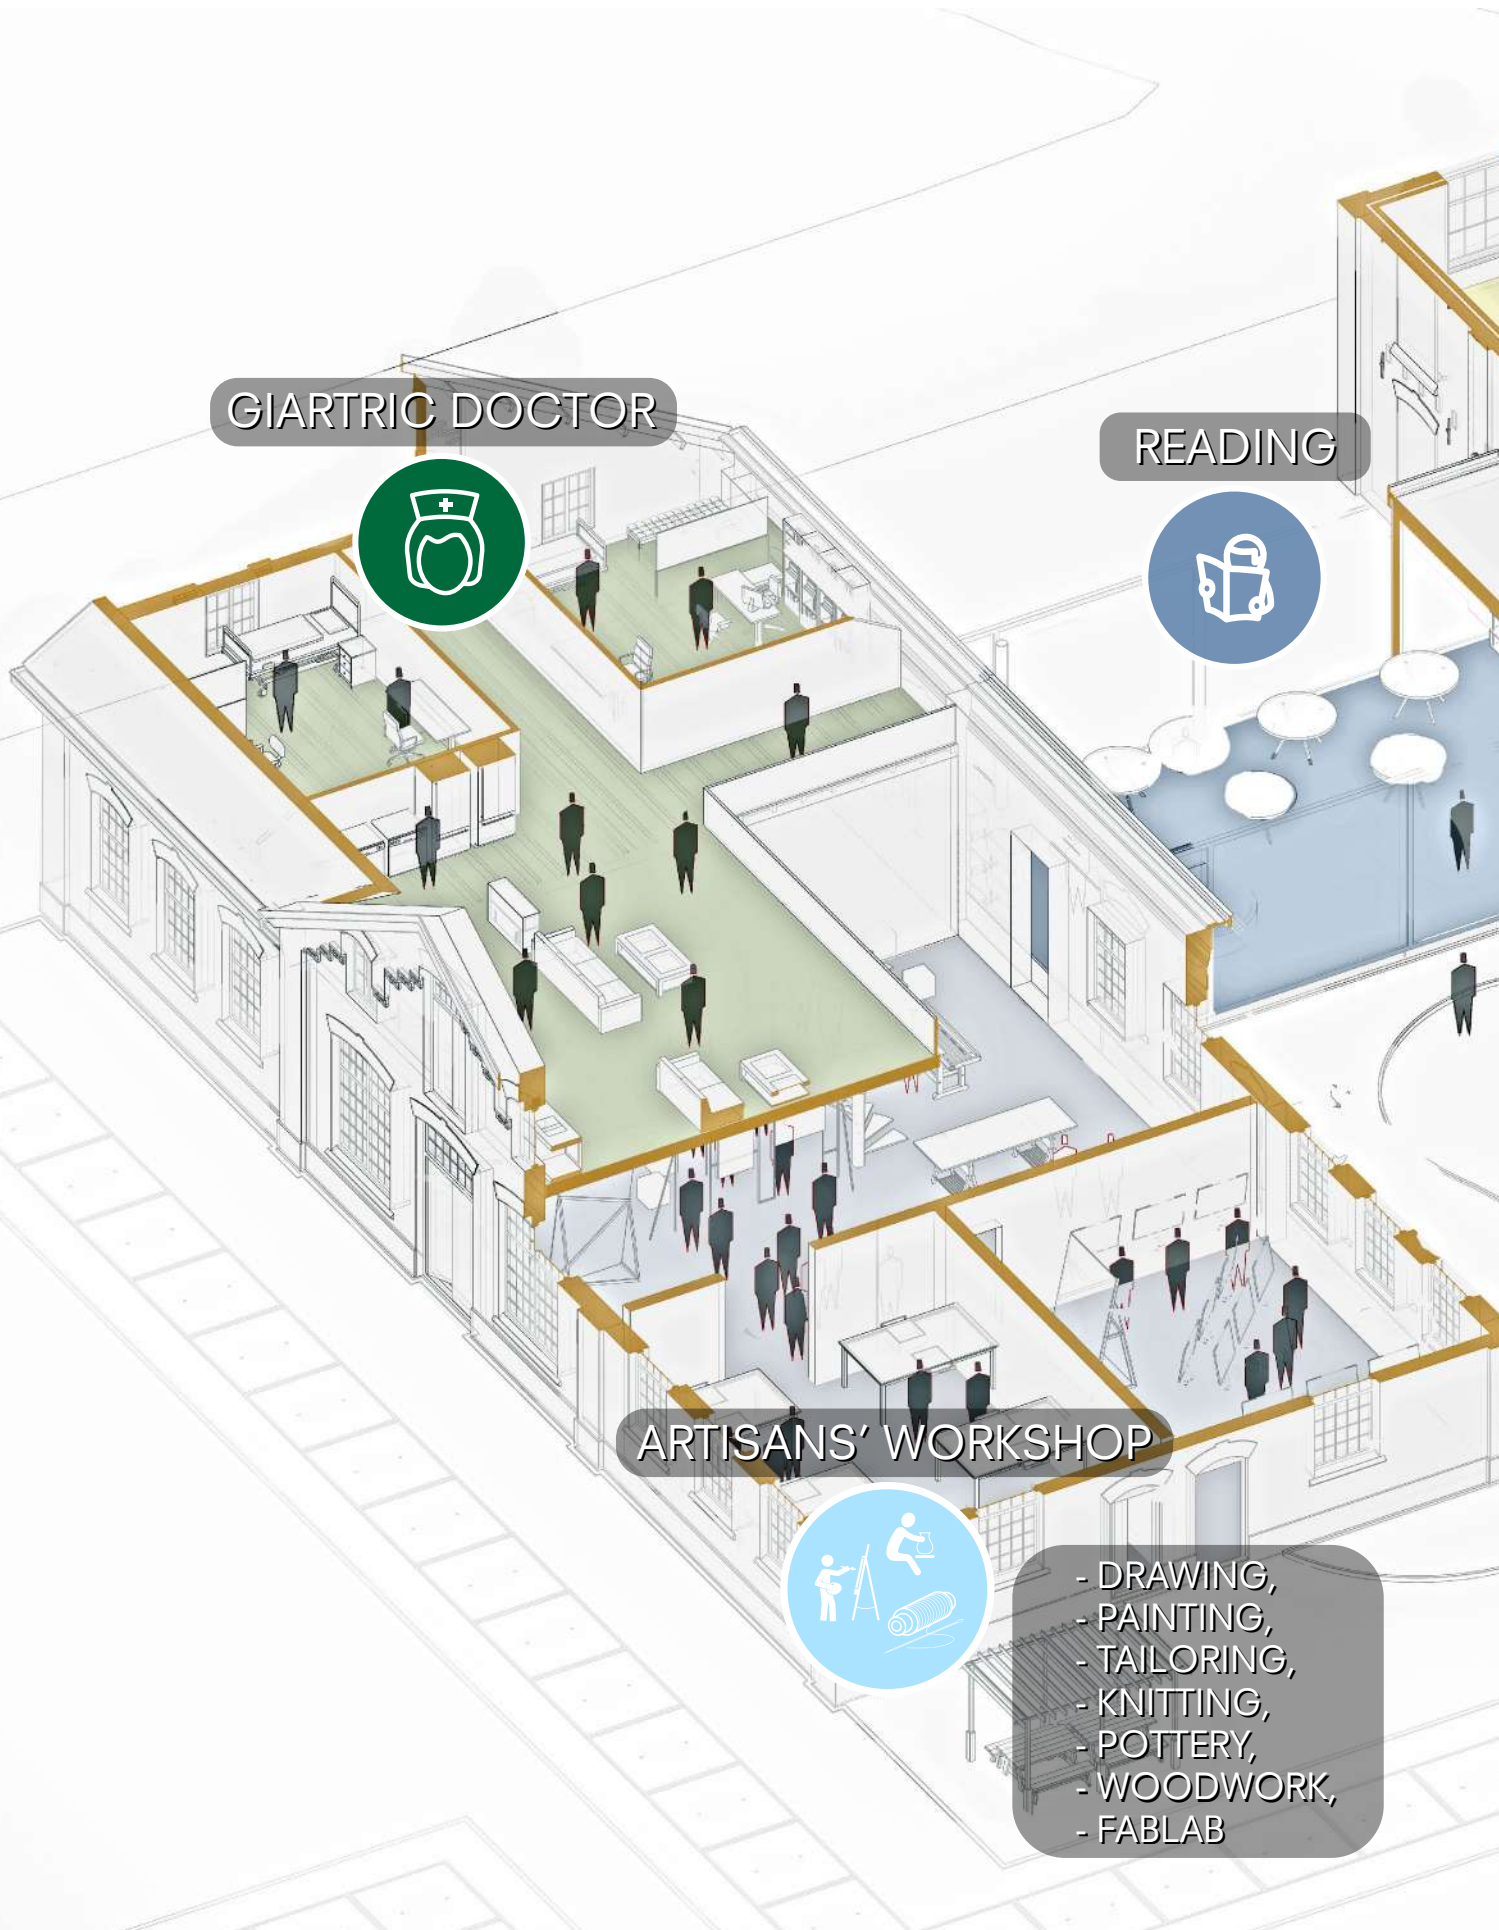 GIARTRIC DOCTOR
READING
ARTISANS’ WORKSHOP
- DRAWING,
- PAINTING,
- TAILORING,
- KNITTING,
- POTTERY,
- WOODWORK,
- FABLAB